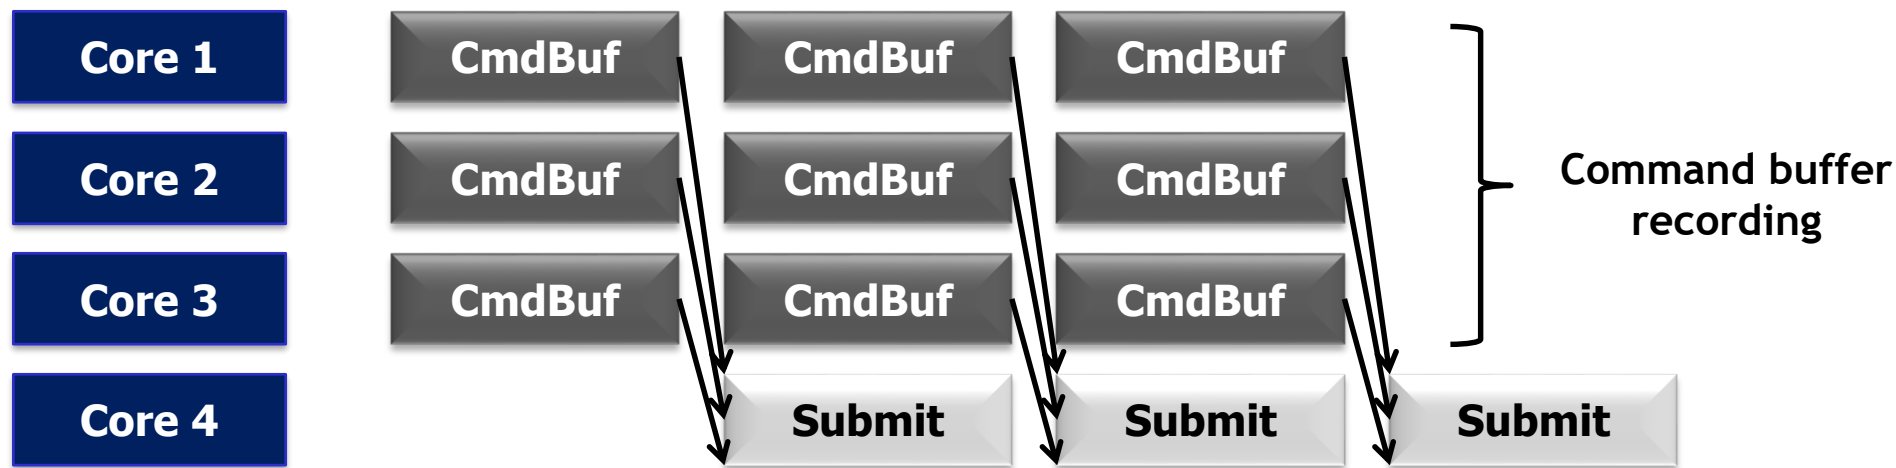 Core 1 CmdBuf CmdBuf CmdBuf
Core 2 CmdBuf CmdBuf CmdBuf
Core 3 CmdBuf CmdBuf CmdBuf
Core 4 Submit Submit Submit
Command buffer
recording